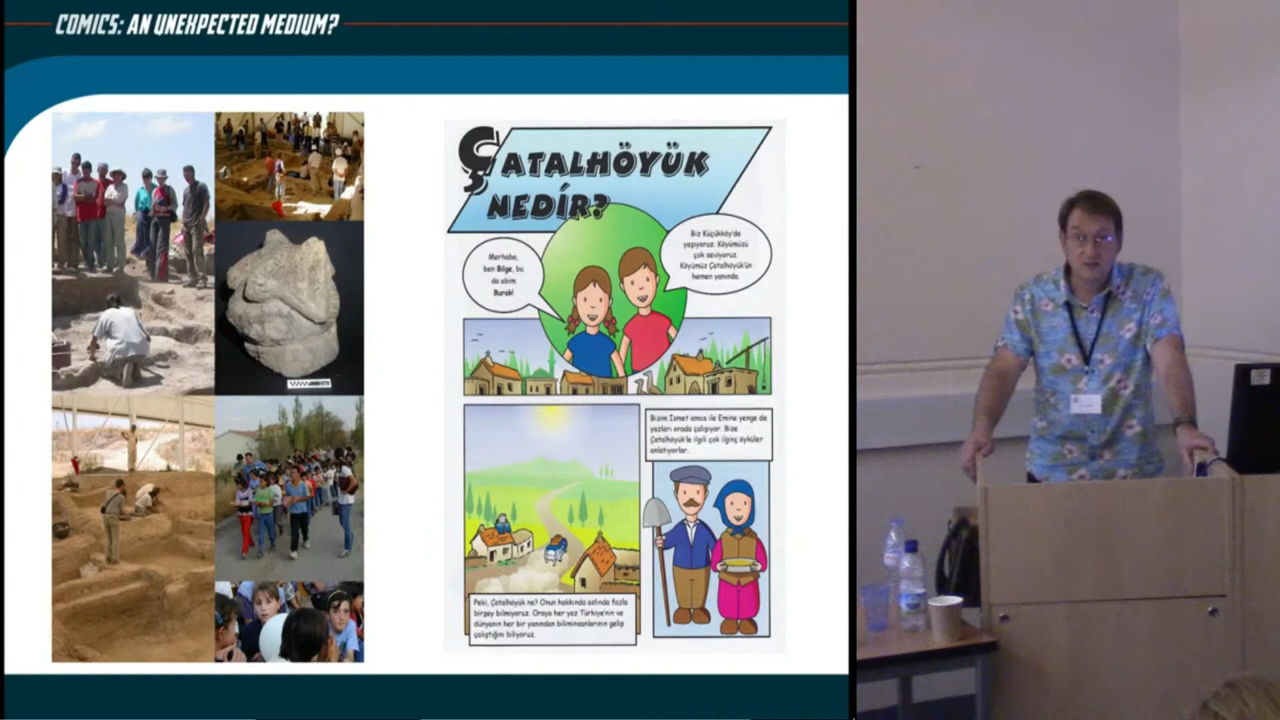 COMICS: AN UNEXPECTED MEDIUM?
ÇATALHÖYÜK
NEDİR?
Merhaba,
ben Bilge, bu
da abim
Burak!
Biz Küçükköy'de
yaşıyoruz. Köyümüzü
çok seviyoruz.
Köyümüz Çatalhöyük'ün
hemen yanında.
Bizim İsmet amca ile Emine yenge de
yazları orada çalışıyor. Bize
Çatalhöyük'le ilgili çok ilginç öyküler
anlatıyorlar.
Peki, Çatalhöyük ne? Onun hakkında aslında fazla
birşey bilmiyoruz. Oraya her yaz Türkiye'nin ve
dünyanın her bir yanından biliminsanlarının gelip
çalıştığını biliyoruz.